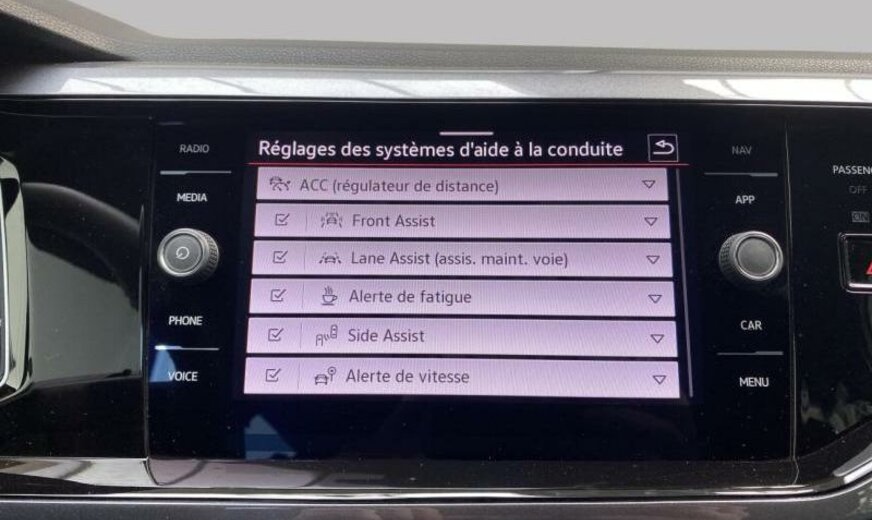 RADIO
MEDIA
PHONE
VOICE
Réglages des systèmes d'aide à la conduite
ACC (régulateur de distance)
Front Assist
Lane Assist (assis. maint. voie)
Alerte de fatigue
Side Assist
Alerte de vitesse
NAV
APP
CAR
MENU
OFF
ON